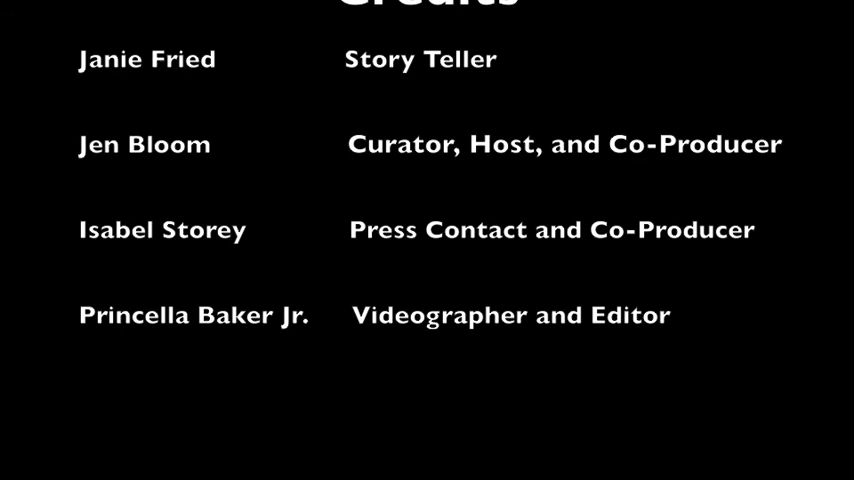 Credits
Janie Fried Story Teller
Jen Bloom Curator, Host, and Co-Producer
Isabel Storey Press Contact and Co-Producer
Princella Baker Jr. Videographer and Editor